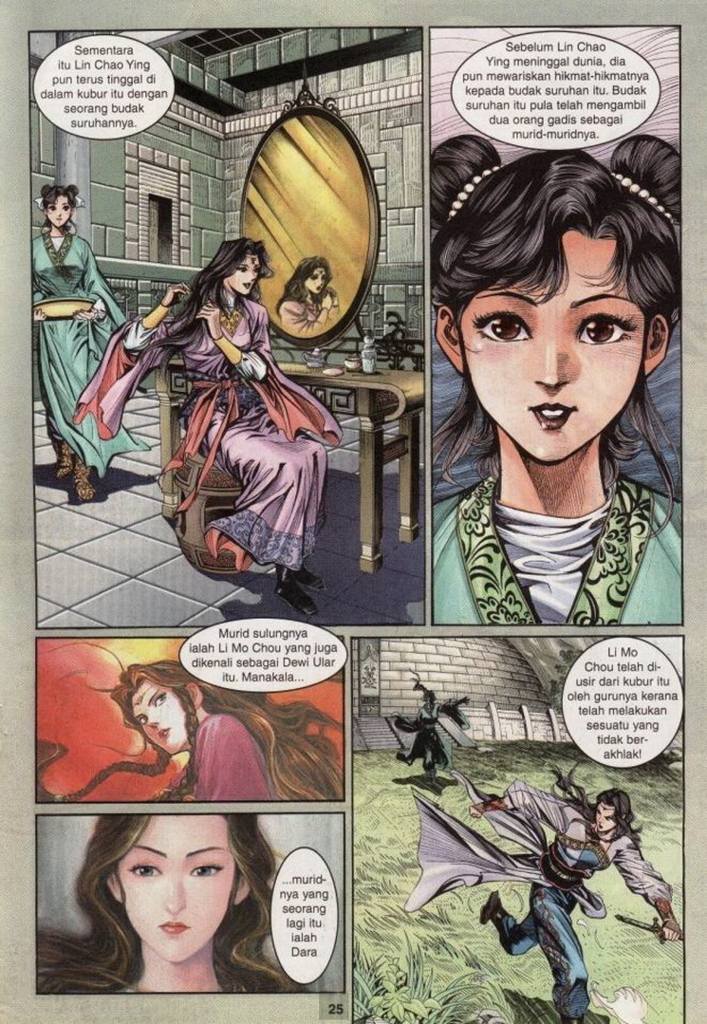 Sementara
itu Lin Chao Ying
pun terus tinggal di
dalam kubur itu dengan
seorang budak
suruhannya.
Sebelum Lin Chao
Ying meninggal dunia, dia
pun mewariskan hikmat-hikmatnya
kepada budak suruhan itu. Budak
suruhan itu pula telah mengambil
dua orang gadis sebagai
murid-muridnya.
Murid sulungnya
ialah Li Mo Chou yang juga
dikenali sebagai Dewi Ular
itu. Manakala...
Li Mo
Chou telah di-
usir dari kubur itu
oleh gurunya kerana
telah melakukan
sesuatu yang
tidak ber-
akhlak!
...murid-
nya yang
seorang
lagi itu
ialah
Dara
25